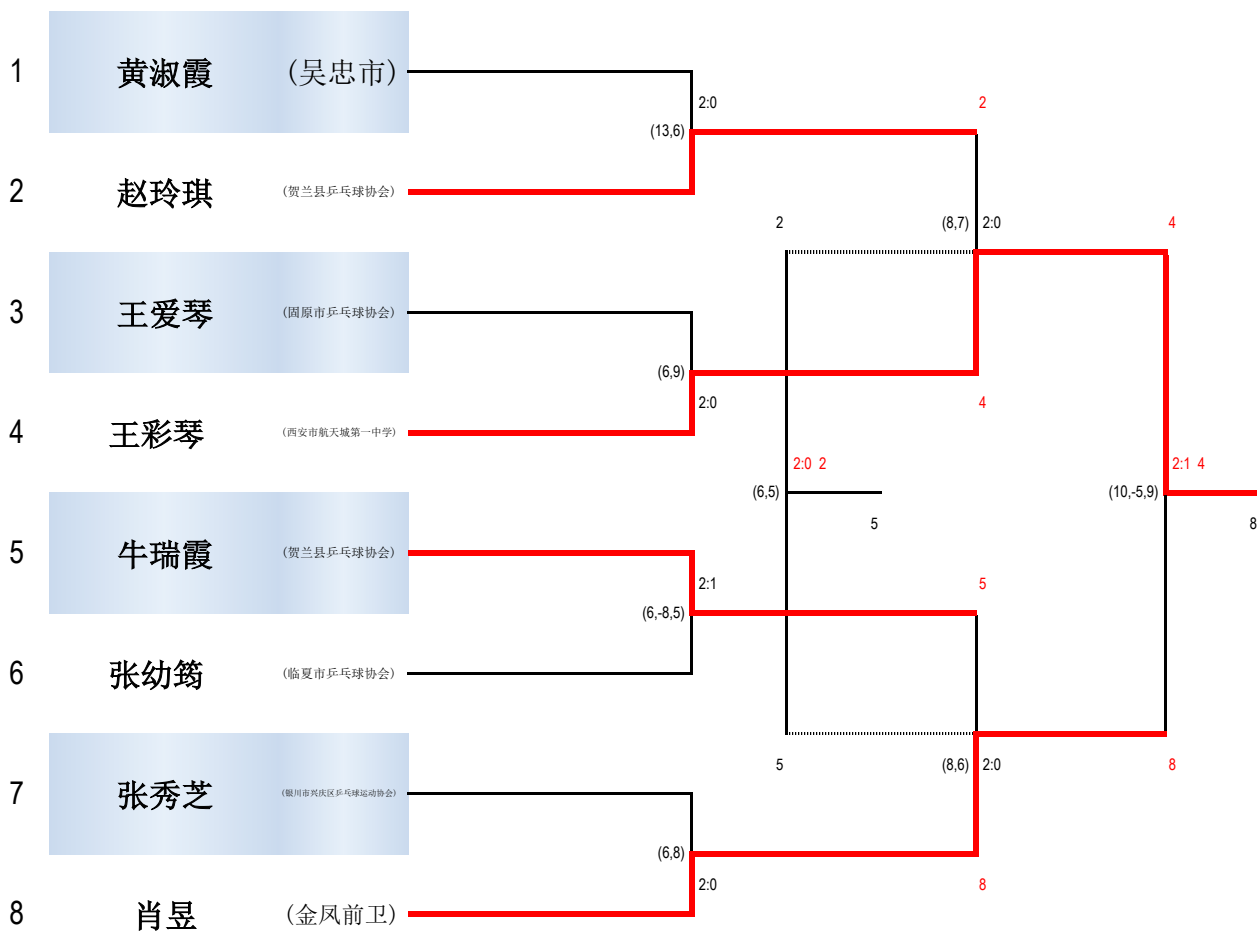 1 黄淑霞 (吴忠市)
2:0 2
(13,6)
2 赵玲琪 (贺兰县乒乓球协会)
2 (8,7) 2:0 4
3 王爱琴 (固原市乒乓球协会)
(6,9)
2:0 4
4 王彩琴 (西安市航天城第一中学)
2:0 2 2:1 4
(6,5) (10,-5,9)
5 8
5 牛瑞霞 (贺兰县乒乓球协会)
2:1 5
(6,-8,5)
6 张幼筠 (临夏市乒乓球协会)
5 (8,6) 2:0 8
7 张秀芝 (银川市兴庆区乒乓球运动协会)
(6,8)
2:0 8
8 肖昱 (金凤前卫)